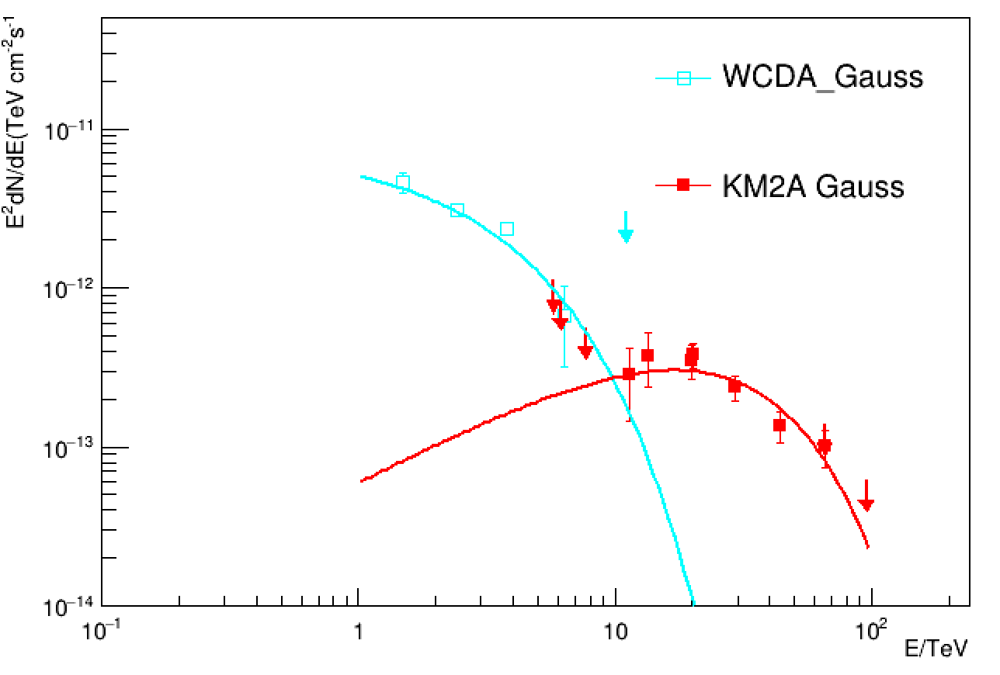 E²dN/dE(TeV cm⁻²s⁻¹
WCDA_Gauss
KM2A Gauss
10⁻¹¹
10⁻¹²
10⁻¹³
10⁻¹⁴
10⁻¹ 1 10 10²
E/TeV